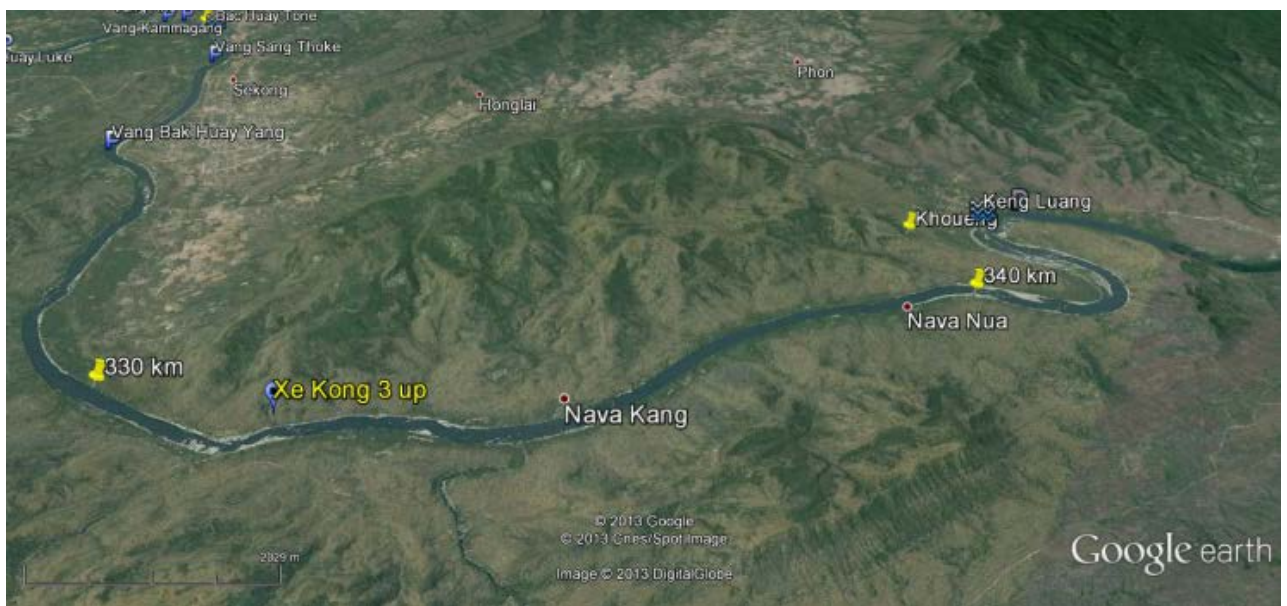 Bac Huay Tone
Vang Kammagang
Vang Sang Thoke
Huay Luke
Phon
Sekong
Honglai
Vang Bak Huay Yang
Keng Luang
Khoueng
340 km
Nava Nua
330 km
Xe Kong 3 up
Nava Kang
© 2013 Google
© 2013 Cnes/Spot Image
2029 m
Image © 2013 DigitalGlobe
Google earth